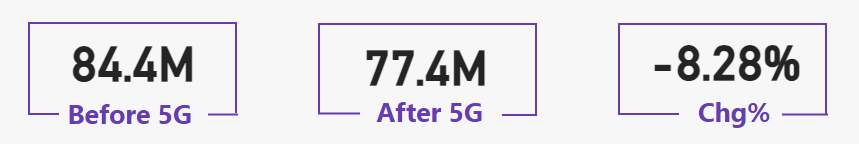 84.4M
Before 5G
77.4M
After 5G
-8.28%
Chg%